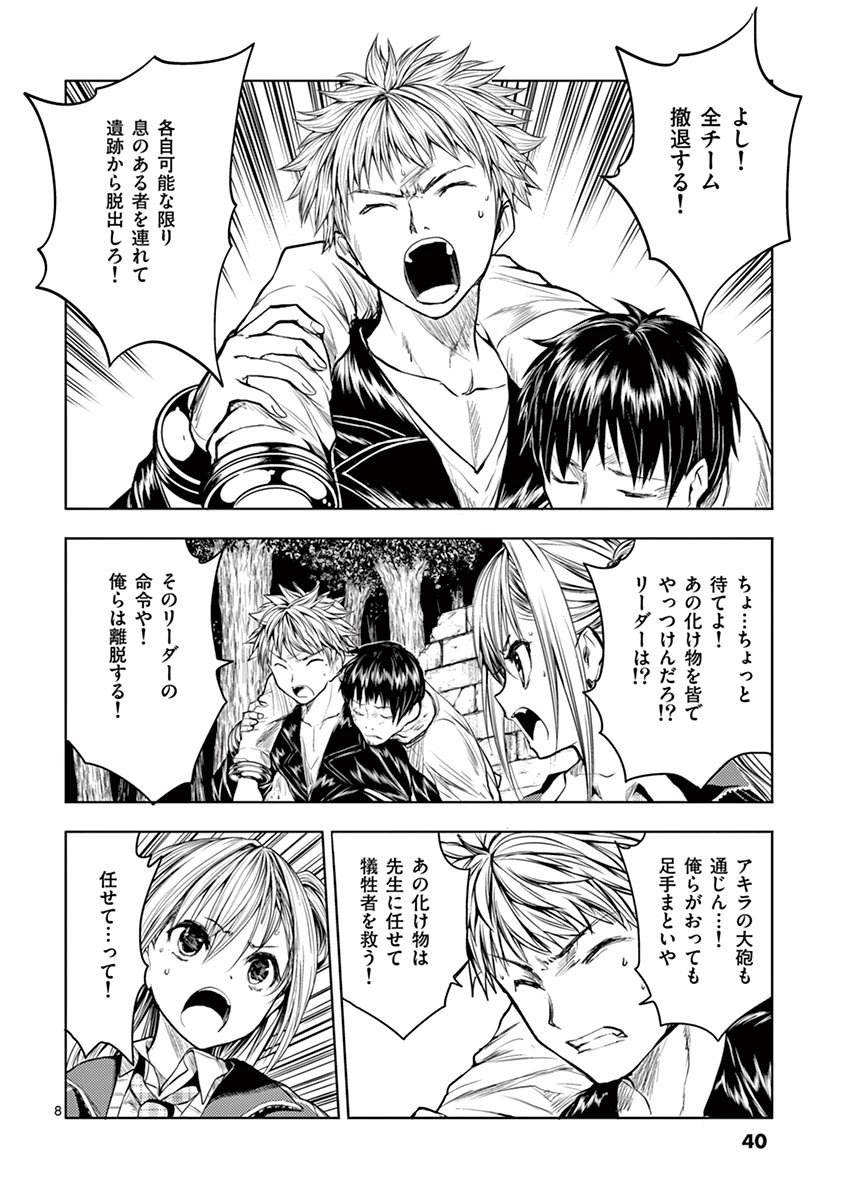 よし！
全チーム
撤退する！
各自可能な限り
息のある者を連れて
遺跡から脱出しろ！
ちょ…ちょっと
待てよ！
あの化け物を皆で
やっつけんだろ!?
リーダーは!?
そのリーダーの
命令や！
俺らは離脱する！
アキラの大砲も
通じん…！
俺らがおっても
足手まといや
あの化け物は
先生に任せて
犠牲者を救う！
任せて…って！
8
40